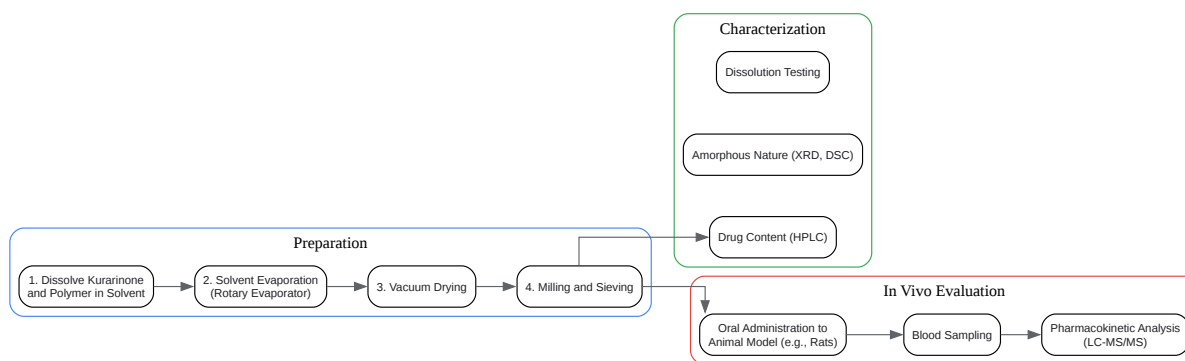 Characterization
Dissolution Testing
Amorphous Nature (XRD, DSC)
Drug Content (HPLC)
Preparation
1. Dissolve Kurarinone
and Polymer in Solvent
2. Solvent Evaporation
(Rotary Evaporator)
3. Vacuum Drying
4. Milling and Sieving
In Vivo Evaluation
Oral Administration to
Animal Model (e.g., Rats)
Blood Sampling
Pharmacokinetic Analysis
(LC-MS/MS)